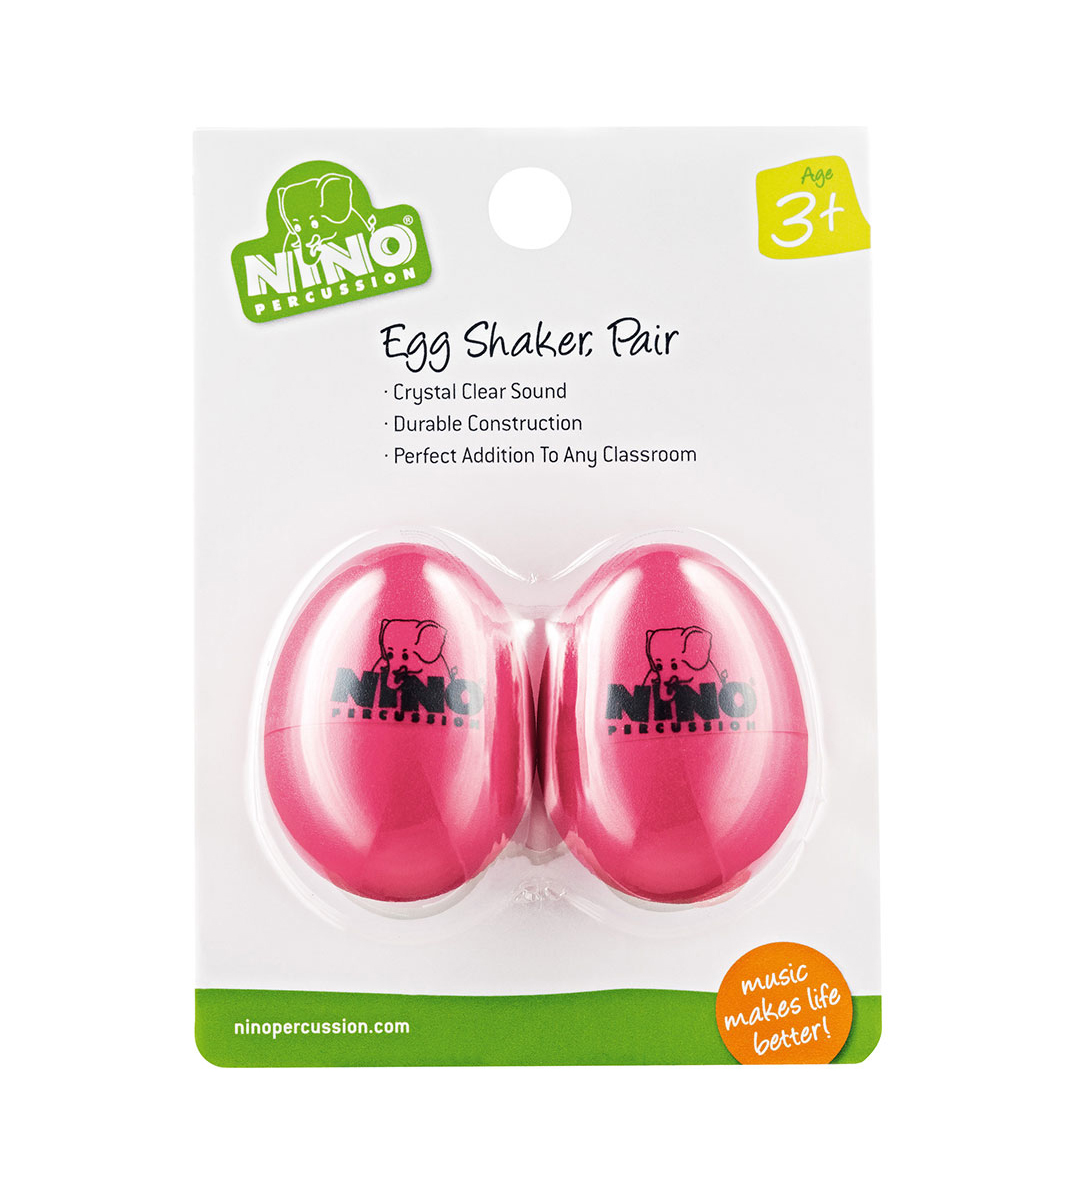 NINO®
PERCUSSION
Age
3+
Egg Shaker, Pair
· Crystal Clear Sound
· Durable Construction
· Perfect Addition To Any Classroom
NINO
PERCUSSION
NINO
PERCUSSION
ninopercussion.com
music
makes life
better!